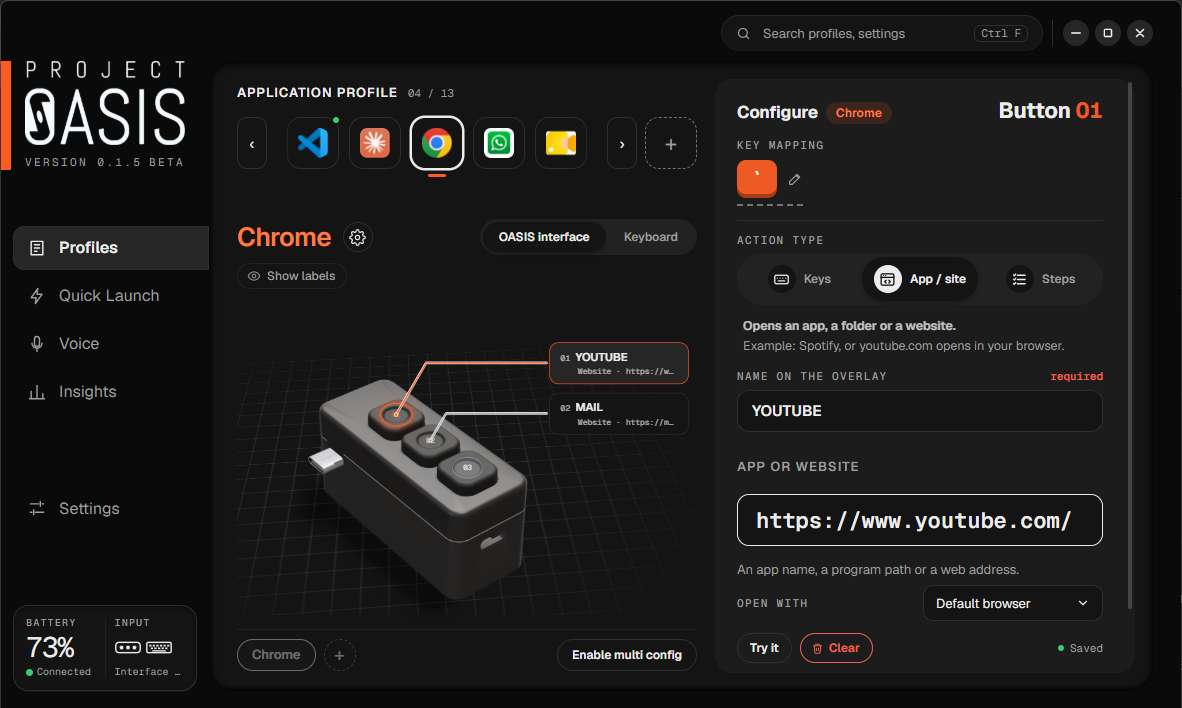 Search profiles, settings
Ctrl F
PROJECT
OASIS
VERSION 0.1.5 BETA
Profiles
Quick Launch
Voice
Insights
Settings
BATTERY
73%
Connected
INPUT
Interface …
APPLICATION PROFILE 04 / 13
Chrome
OASIS interface
Keyboard
Show labels
01 YOUTUBE
Website - https://w…
02 MAIL
Website - https://m…
02
03
Chrome
Enable multi config
Configure Chrome
Button 01
KEY MAPPING
ACTION TYPE
Keys
App / site
Steps
Opens an app, a folder or a website.
Example: Spotify, or youtube.com opens in your browser.
NAME ON THE OVERLAY
required
YOUTUBE
APP OR WEBSITE
https://www.youtube.com/
An app name, a program path or a web address.
OPEN WITH
Default browser
Try it
Clear
Saved